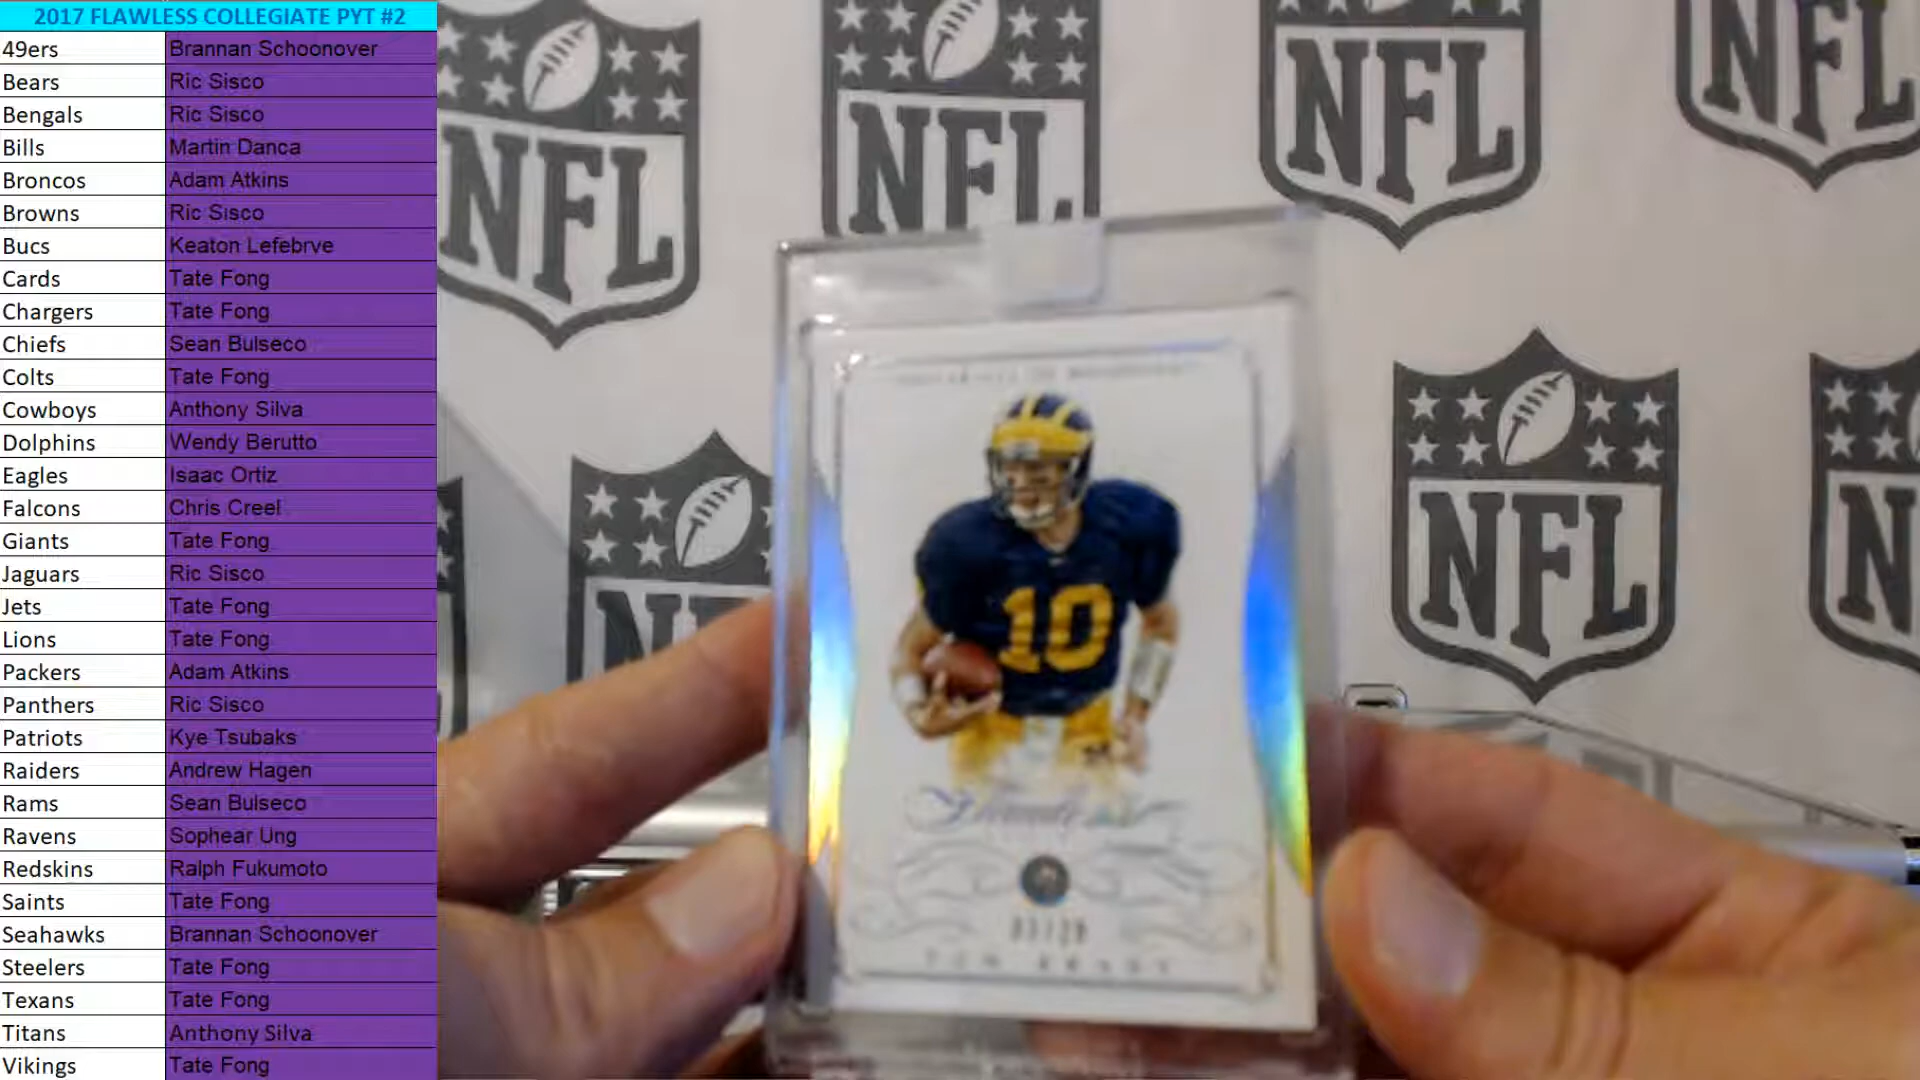 2017 FLAWLESS COLLEGIATE PYT #2
49ers Brannan Schoonover
Bears Ric Sisco
Bengals Ric Sisco
Bills Martin Danca
Broncos Adam Atkins
Browns Ric Sisco
Bucs Keaton Lefebrve
Cards Tate Fong
Chargers Tate Fong
Chiefs Sean Bulseco
Colts Tate Fong
Cowboys Anthony Silva
Dolphins Wendy Berutto
Eagles Isaac Ortiz
Falcons Chris Creel
Giants Tate Fong
Jaguars Ric Sisco
Jets Tate Fong
Lions Tate Fong
Packers Adam Atkins
Panthers Ric Sisco
Patriots Kye Tsubaks
Raiders Andrew Hagen
Rams Sean Bulseco
Ravens Sophear Ung
Redskins Ralph Fukumoto
Saints Tate Fong
Seahawks Brannan Schoonover
Steelers Tate Fong
Texans Tate Fong
Titans Anthony Silva
Vikings Tate Fong
NFL
NFL
NFL
NFL
NFL
NFL
10
Flawless
TOM BRADY